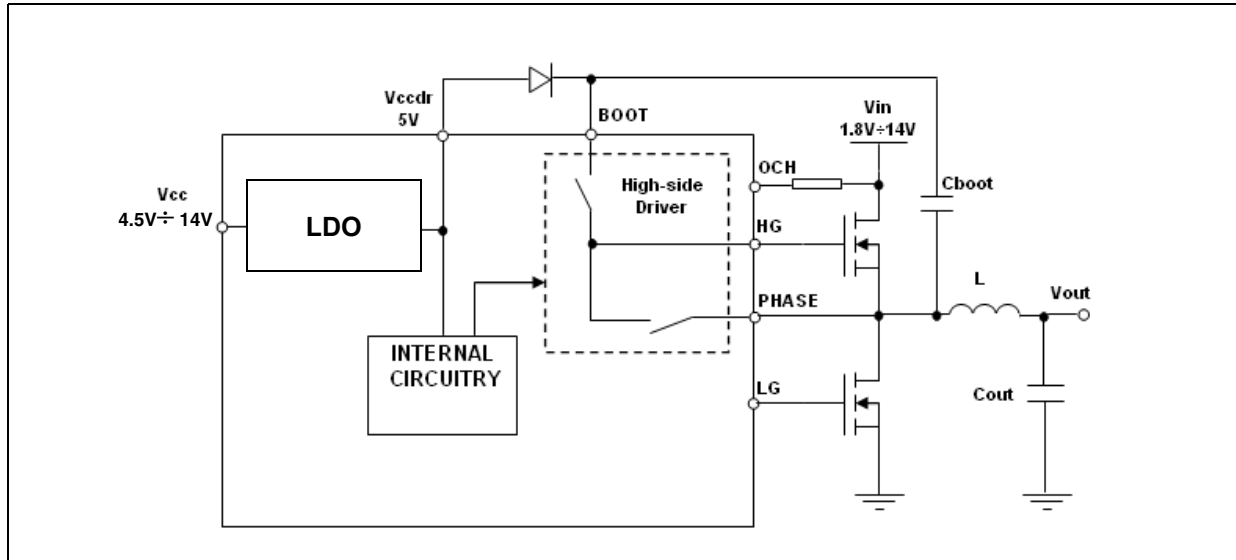 Vccdr
5V
BOOT
Vin
1.8V÷14V
OCH
Cboot
High-side
Driver
Vcc
4.5V÷ 14V
LDO
HG
L
Vout
PHASE
INTERNAL
CIRCUITRY
LG
Cout